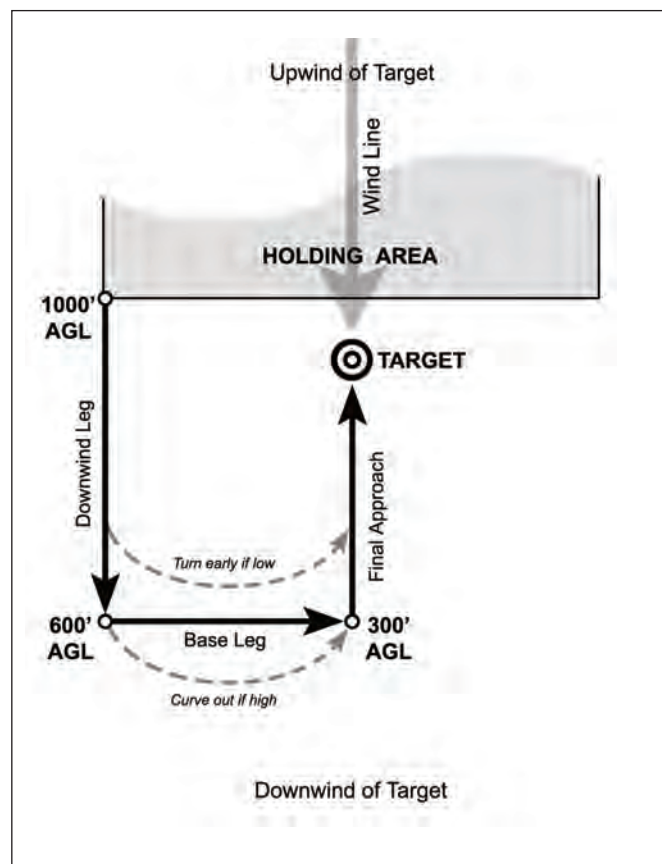 Upwind of Target
Wind Line
HOLDING AREA
1000'
AGL
TARGET
Downwind Leg
Final Approach
Turn early if low
600'
AGL
Base Leg
300'
AGL
Curve out if high
Downwind of Target